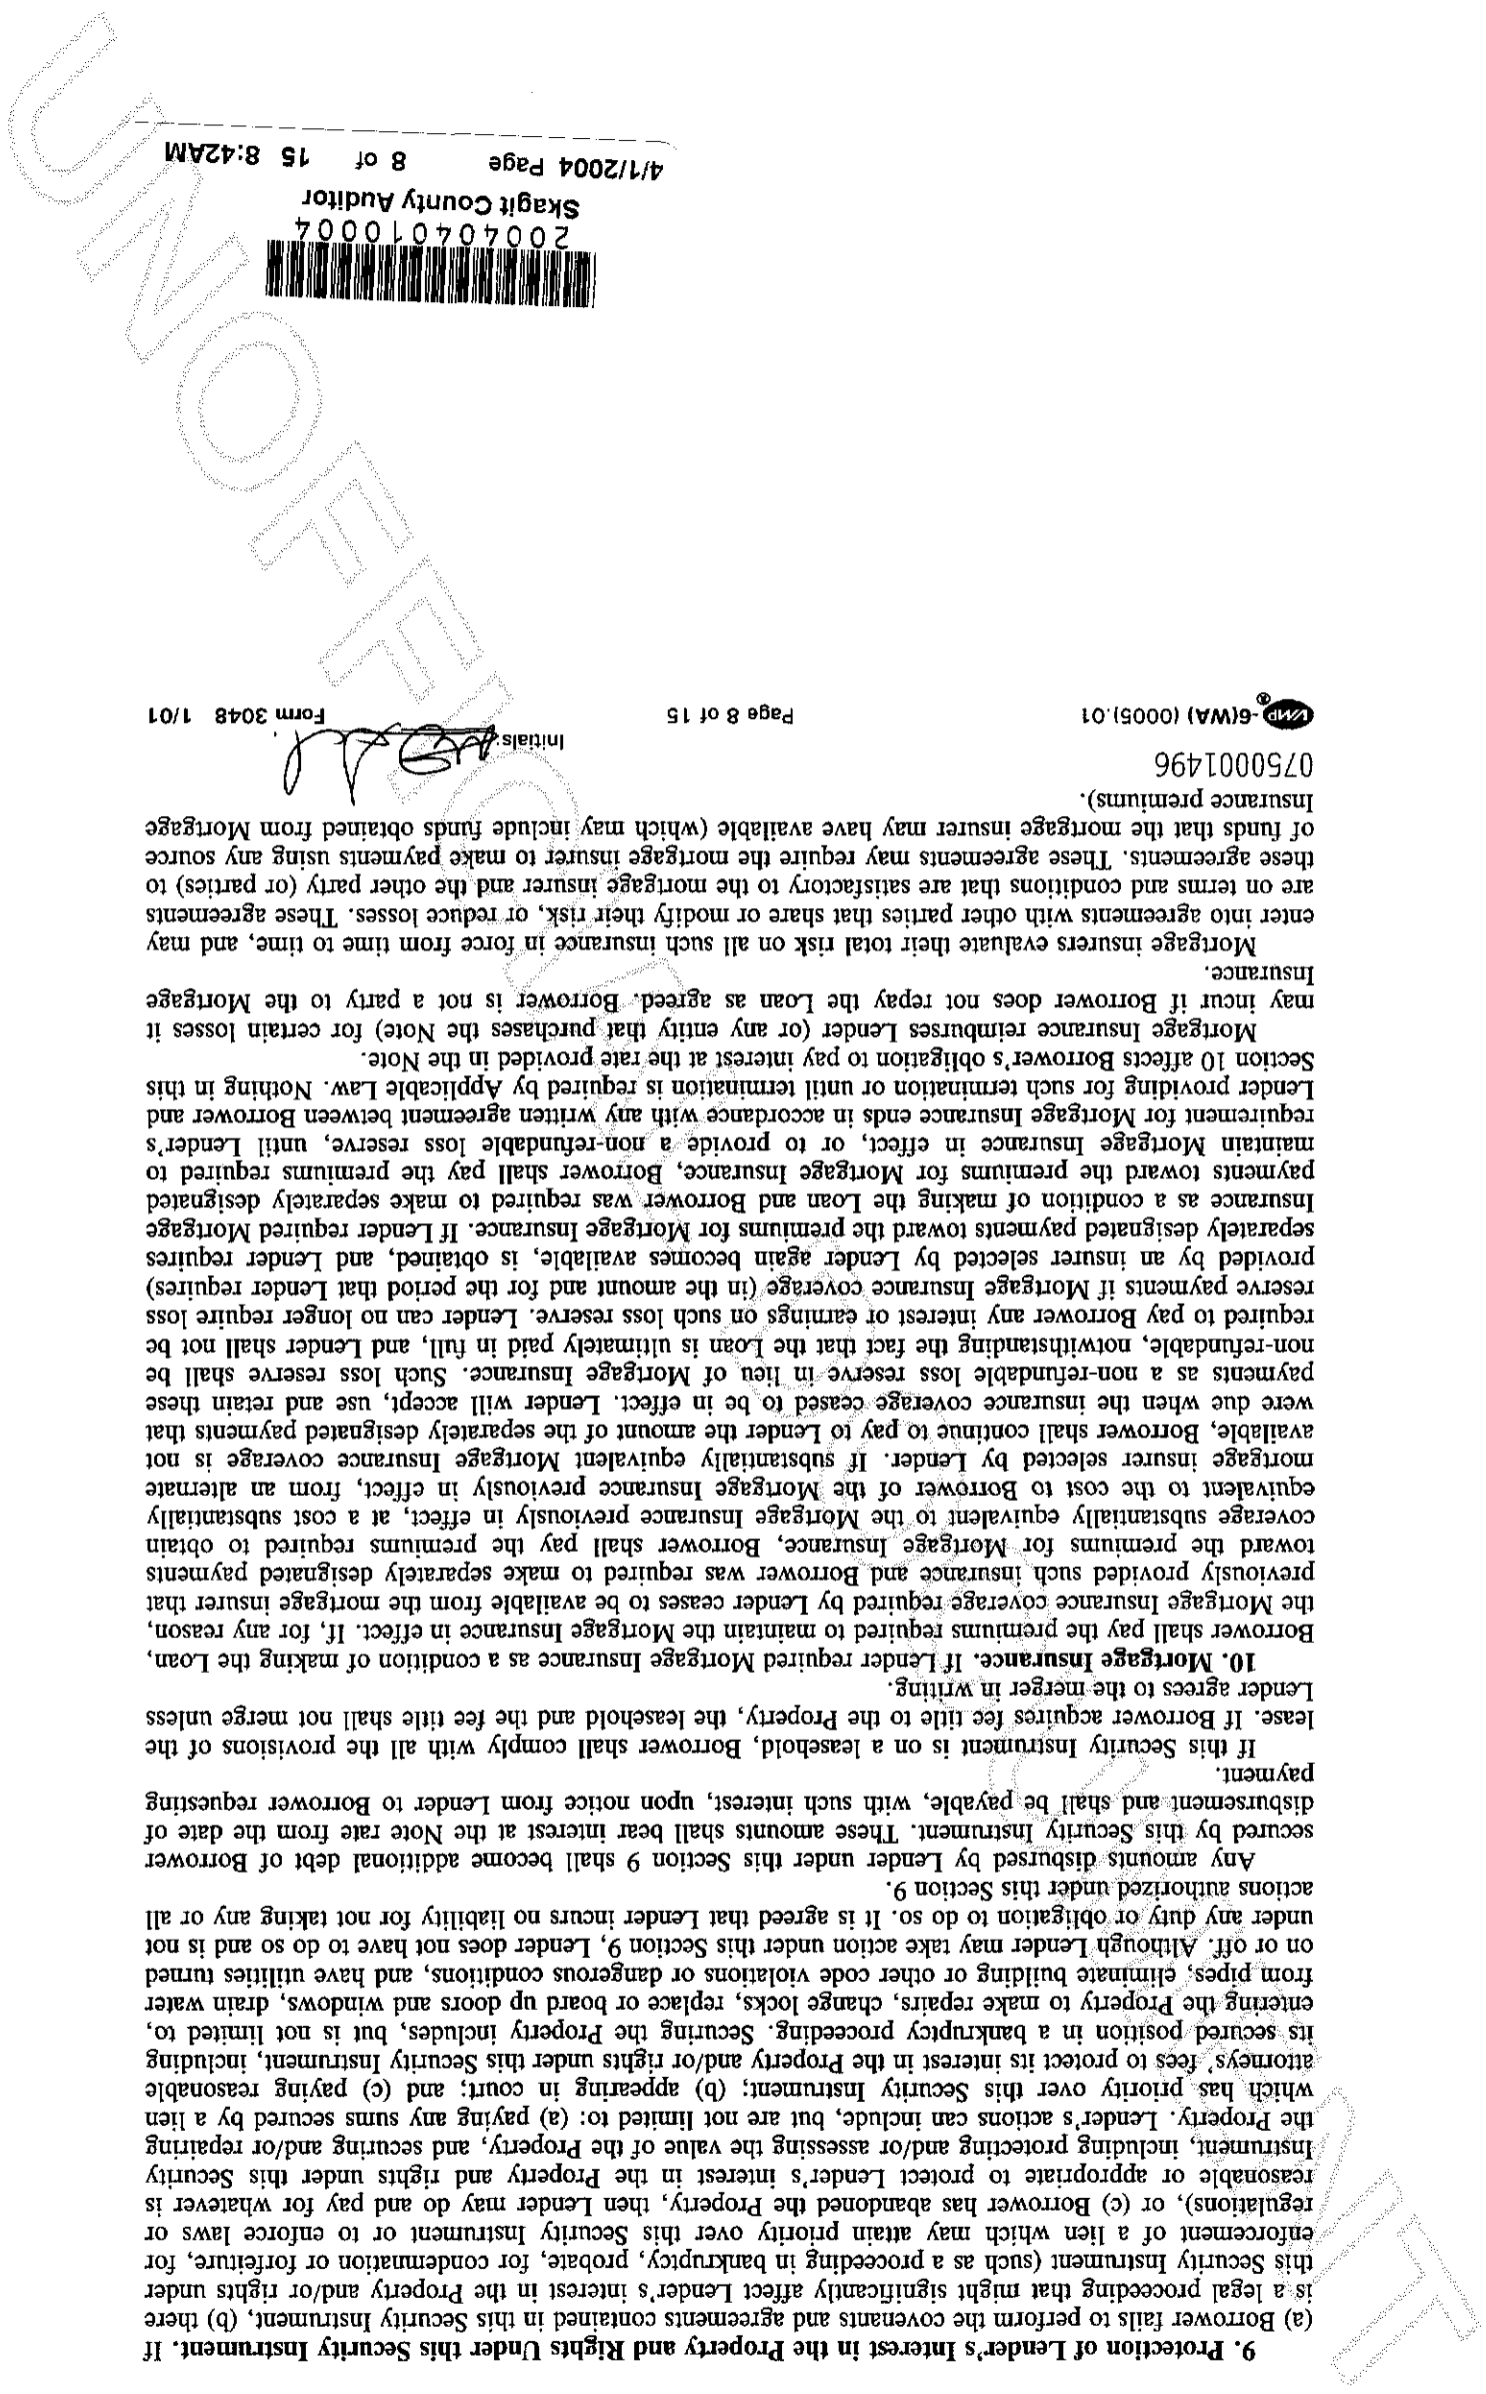 9. Protection of Lender's Interest in the Property and Rights Under this Security Instrument. If
(a) Borrower fails to perform the covenants and agreements contained in this Security Instrument, (b) there
is a legal proceeding that might significantly affect Lender's interest in the Property and/or rights under
this Security Instrument (such as a proceeding in bankruptcy, probate, for condemnation or forfeiture, for
enforcement of a lien which may attain priority over this Security Instrument or to enforce laws or
regulations), or (c) Borrower has abandoned the Property, then Lender may do and pay for whatever is
reasonable or appropriate to protect Lender's interest in the Property and rights under this Security
Instrument, including protecting and/or assessing the value of the Property, and securing and/or repairing
the Property. Lender's actions can include, but are not limited to: (a) paying any sums secured by a lien
which has priority over this Security Instrument; (b) appearing in court; and (c) paying reasonable
attorneys' fees to protect its interest in the Property and/or rights under this Security Instrument, including
its secured position in a bankruptcy proceeding. Securing the Property includes, but is not limited to,
entering the Property to make repairs, change locks, replace or board up doors and windows, drain water
from pipes, eliminate building or other code violations or dangerous conditions, and have utilities turned
on or off. Although Lender may take action under this Section 9, Lender does not have to do so and is not
under any duty or obligation to do so. It is agreed that Lender incurs no liability for not taking any or all
actions authorized under this Section 9.
Any amounts disbursed by Lender under this Section 9 shall become additional debt of Borrower
secured by this Security Instrument. These amounts shall bear interest at the Note rate from the date of
disbursement and shall be payable, with such interest, upon notice from Lender to Borrower requesting
payment.
If this Security Instrument is on a leasehold, Borrower shall comply with all the provisions of the
lease. If Borrower acquires fee title to the Property, the leasehold and the fee title shall not merge unless
Lender agrees to the merger in writing.
10. Mortgage Insurance. If Lender required Mortgage Insurance as a condition of making the Loan,
Borrower shall pay the premiums required to maintain the Mortgage Insurance in effect. If, for any reason,
the Mortgage Insurance coverage required by Lender ceases to be available from the mortgage insurer that
previously provided such insurance and Borrower was required to make separately designated payments
toward the premiums for Mortgage Insurance, Borrower shall pay the premiums required to obtain
coverage substantially equivalent to the Mortgage Insurance previously in effect, at a cost substantially
equivalent to the cost to Borrower of the Mortgage Insurance previously in effect, from an alternate
mortgage insurer selected by Lender. If substantially equivalent Mortgage Insurance coverage is not
available, Borrower shall continue to pay to Lender the amount of the separately designated payments that
were due when the insurance coverage ceased to be in effect. Lender will accept, use and retain these
payments as a non-refundable loss reserve in lieu of Mortgage Insurance. Such loss reserve shall be
non-refundable, notwithstanding the fact that the Loan is ultimately paid in full, and Lender shall not be
required to pay Borrower any interest or earnings on such loss reserve. Lender can no longer require loss
reserve payments if Mortgage Insurance coverage (in the amount and for the period that Lender requires)
provided by an insurer selected by Lender again becomes available, is obtained, and Lender requires
separately designated payments toward the premiums for Mortgage Insurance. If Lender required Mortgage
Insurance as a condition of making the Loan and Borrower was required to make separately designated
payments toward the premiums for Mortgage Insurance, Borrower shall pay the premiums required to
maintain Mortgage Insurance in effect, or to provide a non-refundable loss reserve, until Lender's
requirement for Mortgage Insurance ends in accordance with any written agreement between Borrower and
Lender providing for such termination or until termination is required by Applicable Law. Nothing in this
Section 10 affects Borrower's obligation to pay interest at the rate provided in the Note.
Mortgage Insurance reimburses Lender (or any entity that purchases the Note) for certain losses it
may incur if Borrower does not repay the Loan as agreed. Borrower is not a party to the Mortgage
Insurance.
Mortgage insurers evaluate their total risk on all such insurance in force from time to time, and may
enter into agreements with other parties that share or modify their risk, or reduce losses. These agreements
are on terms and conditions that are satisfactory to the mortgage insurer and the other party (or parties) to
these agreements. These agreements may require the mortgage insurer to make payments using any source
of funds that the mortgage insurer may have available (which may include funds obtained from Mortgage
Insurance premiums).
0750001496
Initials:
VMP®-6(WA) (0005).01 Page 8 of 15 Form 3048 1/01
200404010004
Skagit County Auditor
4/1/2004 Page 8 of 15 8:42AM
UNOFFICIAL DOCUMENT